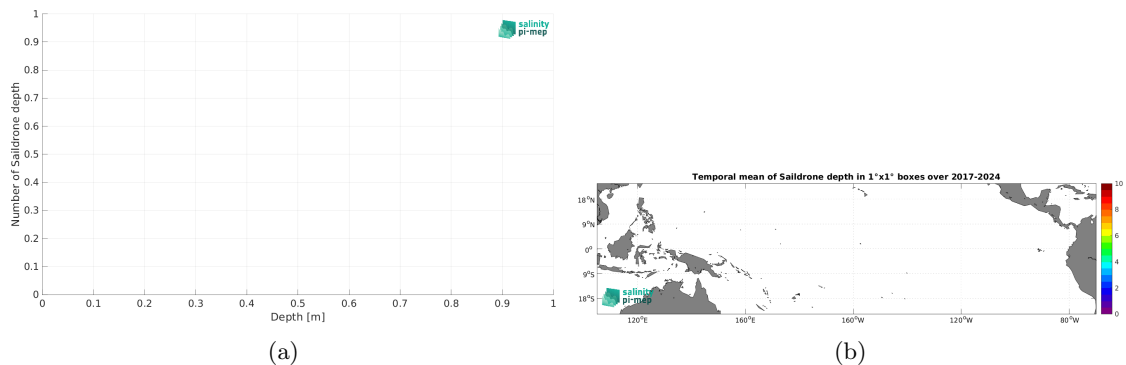 1
0.9
0.8
0.7
0.6
0.5
0.4
0.3
0.2
0.1
0
Number of Saildrone depth
salinity
pi-mep
0 0.1 0.2 0.3 0.4 0.5 0.6 0.7 0.8 0.9 1
Depth [m]
(a)
Temporal mean of Saildrone depth in 1°x1° boxes over 2017-2024
18°N
9°N
0°
9°S
18°S
salinity
pi-mep
120°E 160°E 160°W 120°W 80°W
10
8
6
4
2
0
(b)